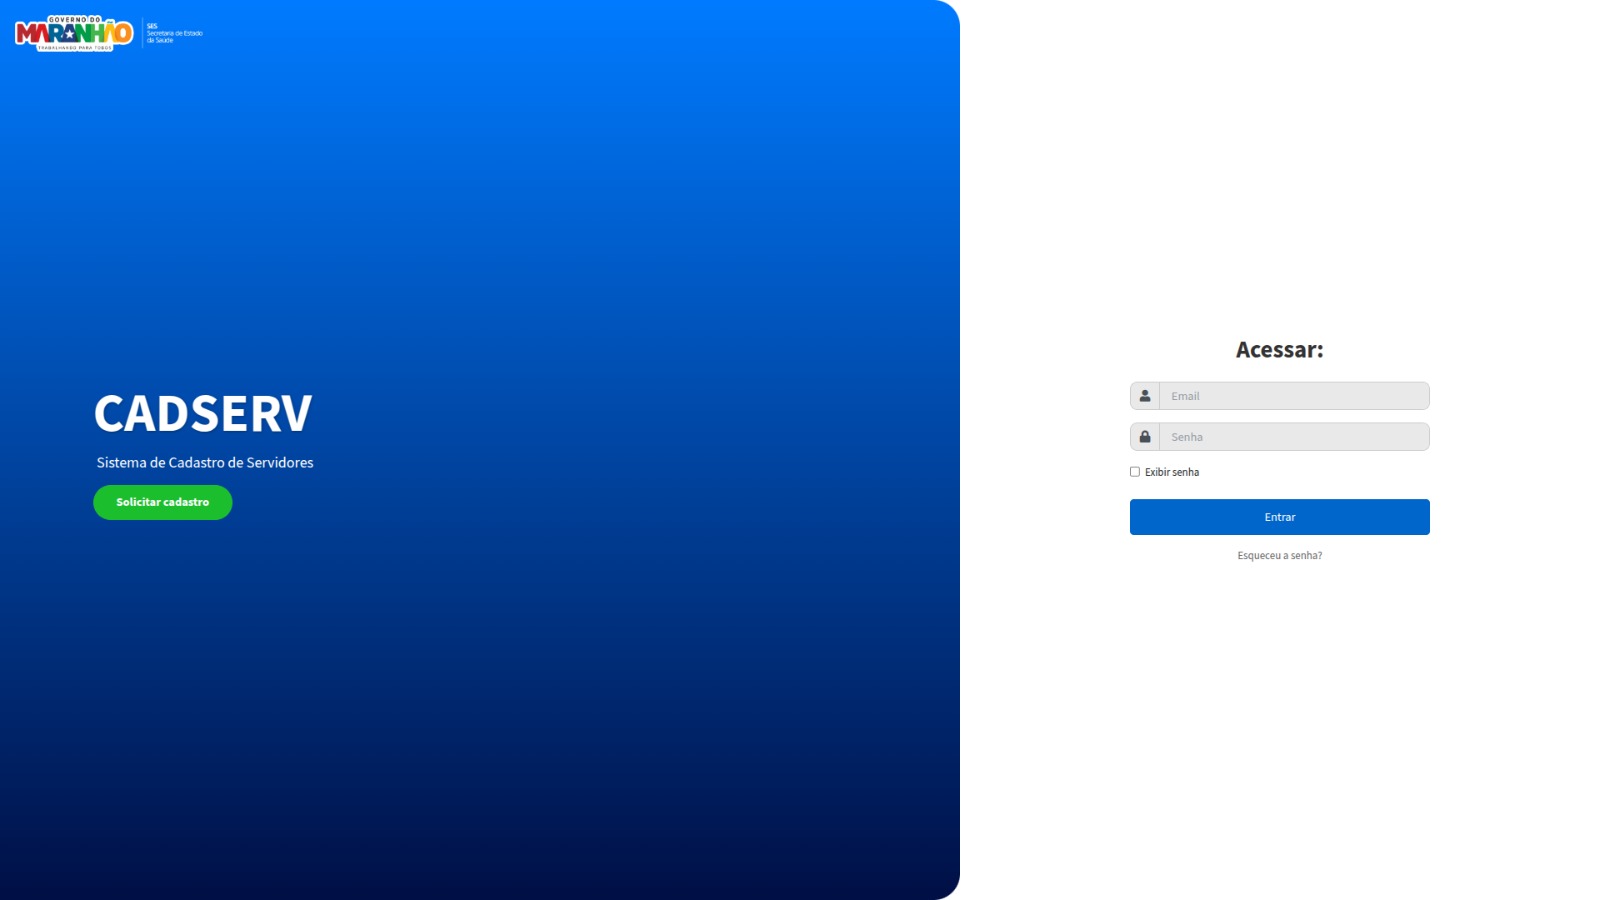 GOVERNO DO
MARANHÃO
TRABALHANDO PARA TODOS
SES
Secretaria de Estado
da Saúde
CADSERV
Sistema de Cadastro de Servidores
Solicitar cadastro
Acessar:
Email
Senha
Exibir senha
Entrar
Esqueceu a senha?